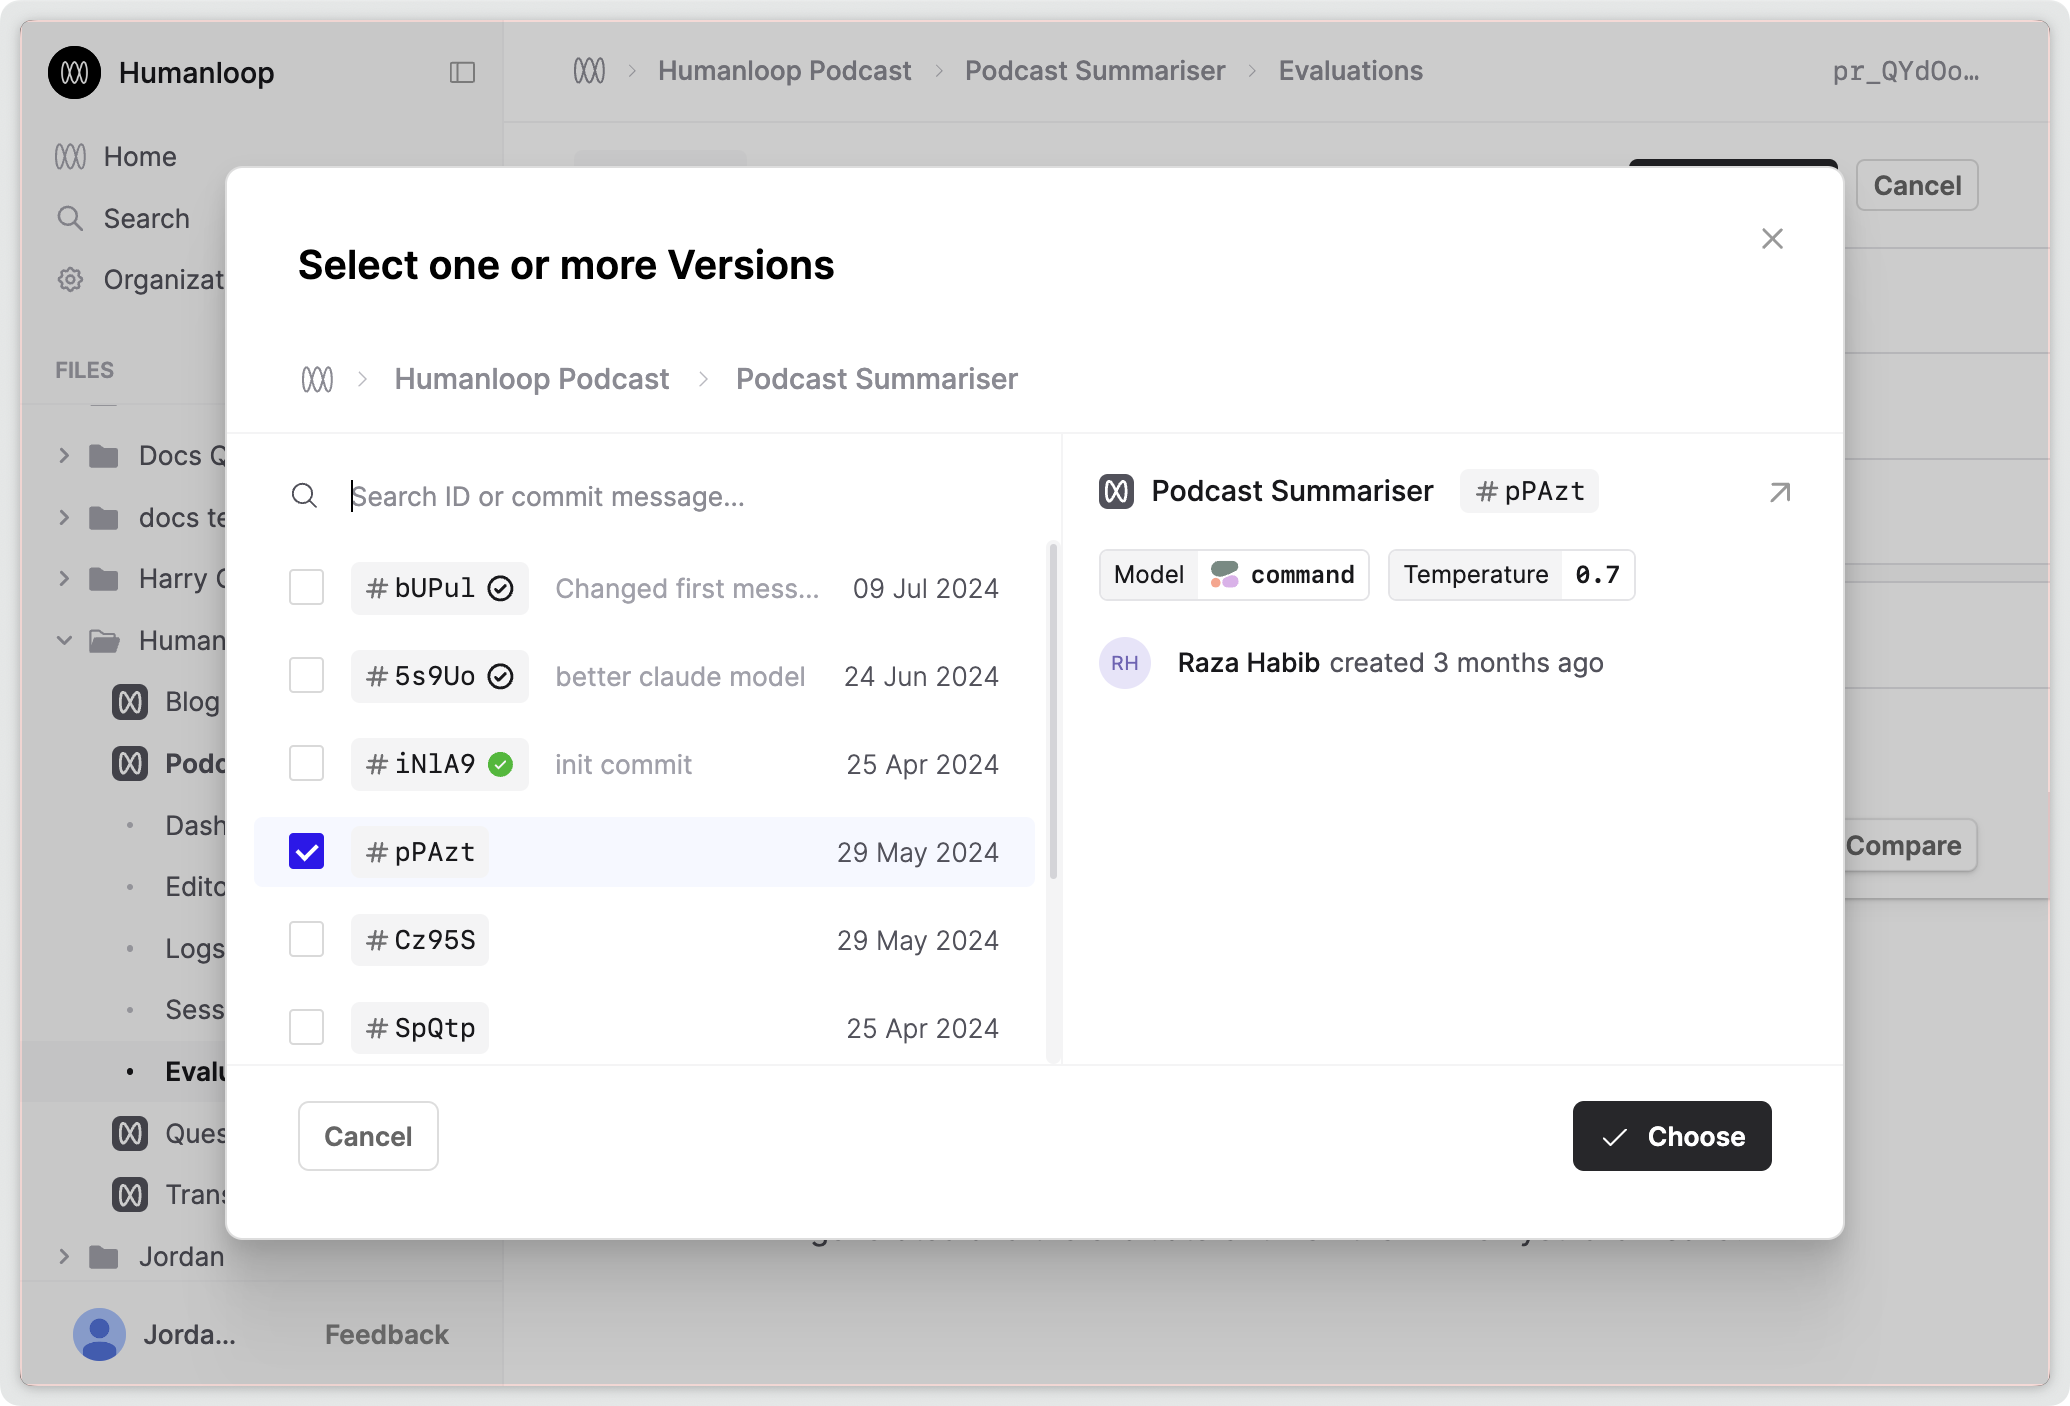 Humanloop
Humanloop Podcast
Podcast Summariser
Evaluations
pr_QYdOo…
Home
Search
Organizat
FILES
Docs Q
docs te
Harry
Human
Blog
Podc
Dash
Edito
Logs
Sess
Evalu
Ques
Trans
Jordan
Jorda...
Feedback
Cancel
Compare
Select one or more Versions
Humanloop Podcast
Podcast Summariser
Search ID or commit message...
# bUPul Changed first mess... 09 Jul 2024
# 5s9Uo better claude model 24 Jun 2024
# iNlA9 init commit 25 Apr 2024
# pPAzt 29 May 2024
# Cz95S 29 May 2024
# SpQtp 25 Apr 2024
Podcast Summariser # pPAzt
Model command Temperature 0.7
RH Raza Habib created 3 months ago
Cancel
Choose